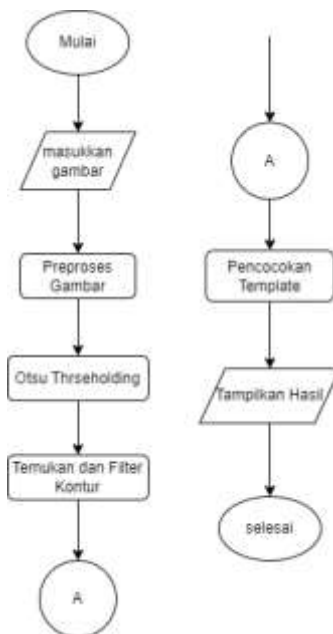 Mulai
masukkan
gambar
Preproses
Gambar
Otsu Thrseholding
Temukan dan Filter
Kontur
A
A
Pencocokan
Template
Tampilkan Hasil
selesai